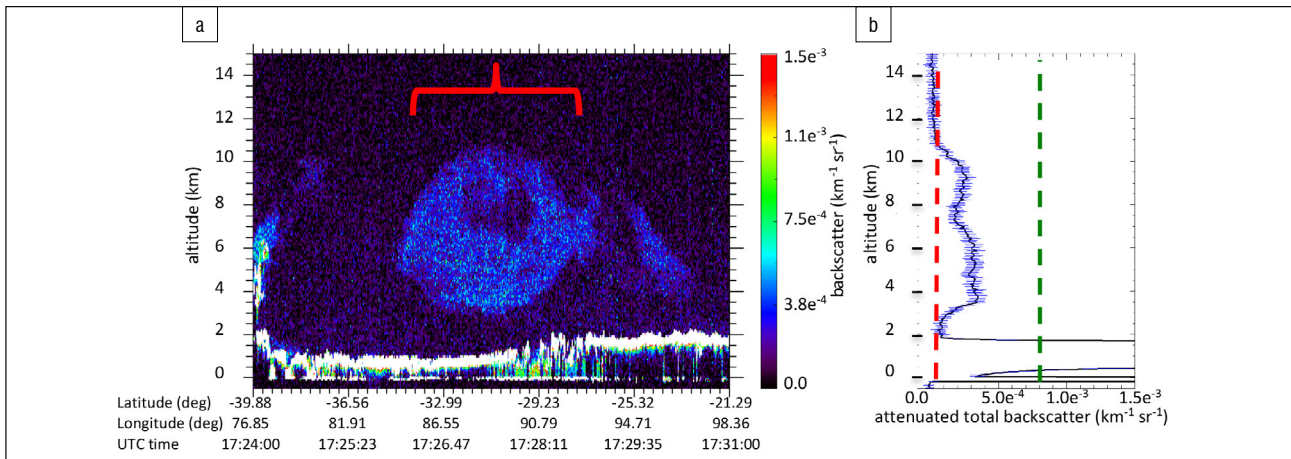 a
b
14
12
10
8
6
4
2
0
altitude (km)
1.5e-3
1.1e-3
7.5e-4
3.8e-4
0.0
backscatter (km-1 sr-1)
Latitude (deg) -39.88 -36.56 -32.99 -29.23 -25.32 -21.29
Longitude (deg) 76.85 81.91 86.55 90.79 94.71 98.36
UTC time 17:24:00 17:25:23 17:26.47 17:28:11 17:29:35 17:31:00
14
12
10
8
6
4
2
0
altitude (km)
0.0 5.0e-4 1.0e-3 1.5-3
attenuated total backscatter (km-1 sr-1)